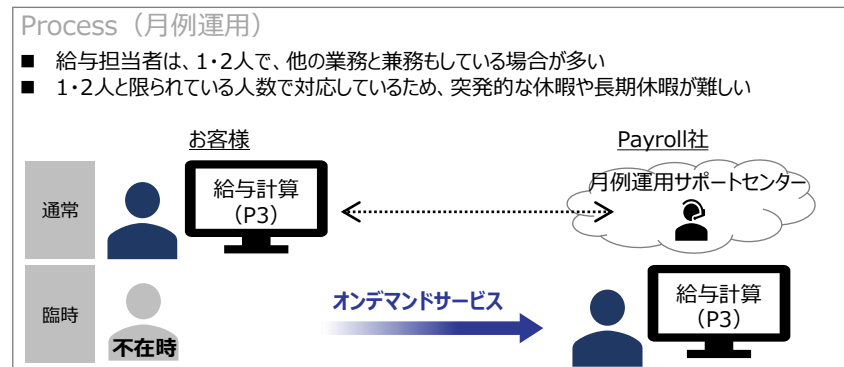 Process（月例運用）
■ 給与担当者は、1・2人で、他の業務と兼務もしている場合が多い
■ 1・2人と限られている人数で対応しているため、突発的な休暇や長期休暇が難しい
お客様
Payroll社
通常
給与計算
（P3）
月例運用サポートセンター
臨時
不在時
オンデマンドサービス
給与計算
（P3）